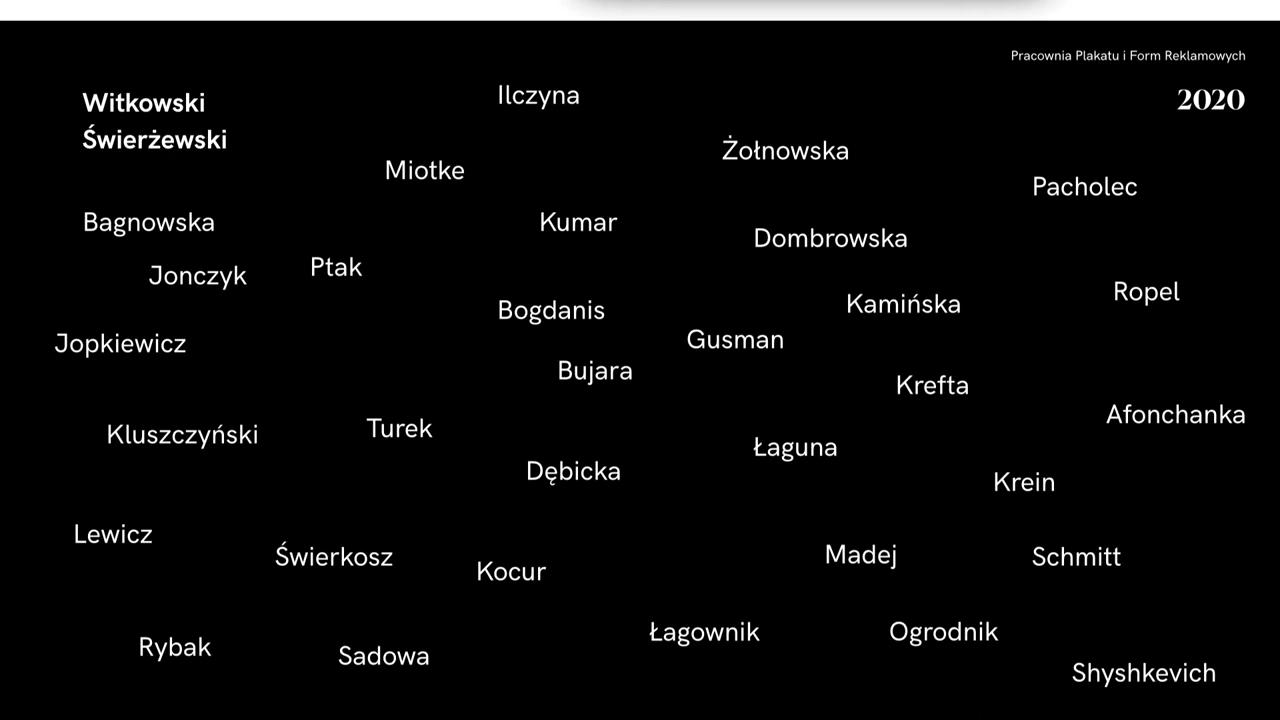 Pracownia Plakatu i Form Reklamowych
2020
Witkowski
Świerżewski
Ilczyna
Żołnowska
Miotke
Pacholec
Bagnowska
Kumar
Dombrowska
Jonczyk
Ptak
Ropel
Bogdanis
Kamińska
Jopkiewicz
Gusman
Bujara
Krefta
Afonchanka
Kluszczyński
Turek
Łaguna
Dębicka
Krein
Lewicz
Świerkosz
Kocur
Madej
Schmitt
Łagownik
Ogrodnik
Rybak
Sadowa
Shyshkevich